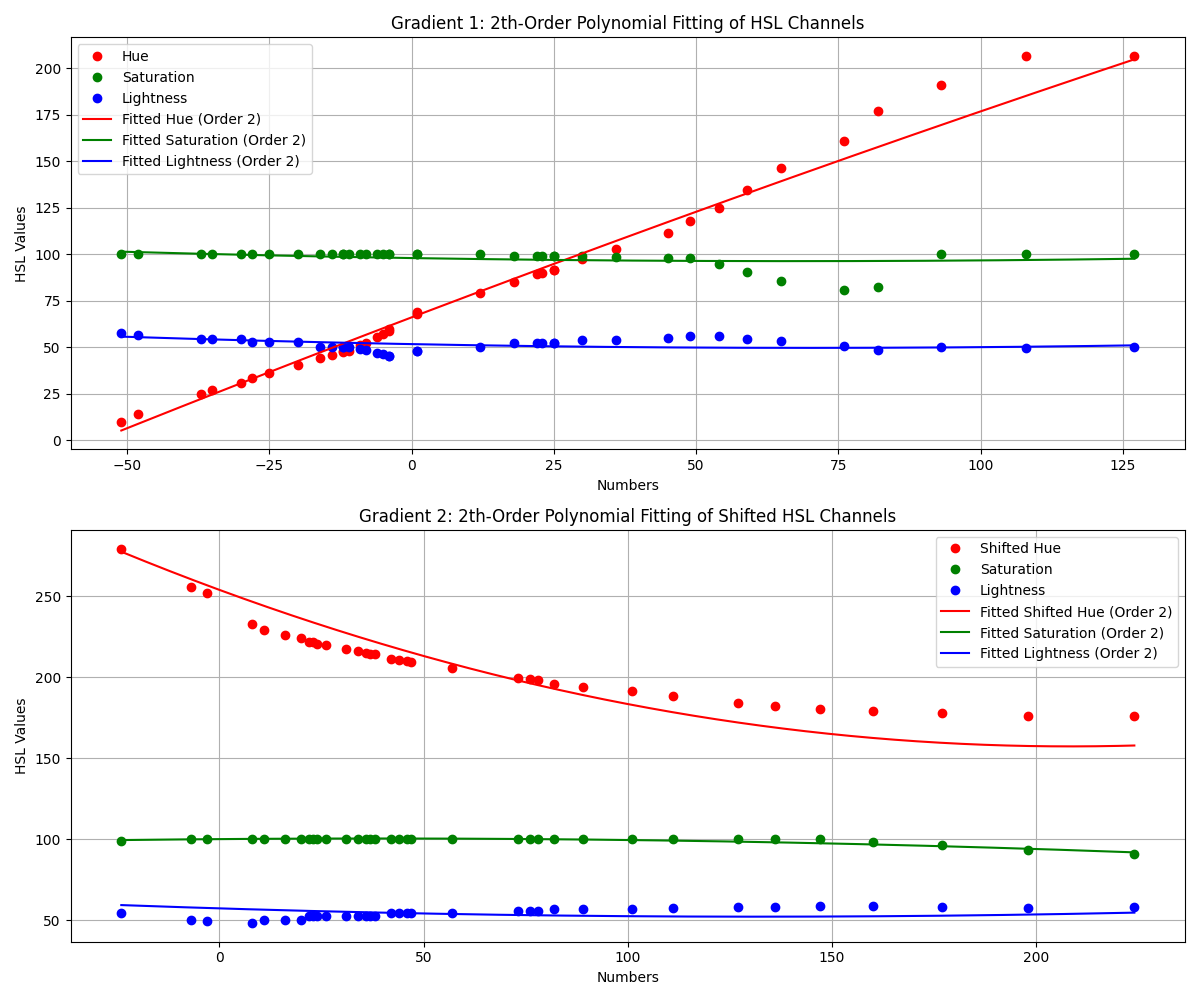 Gradient 1: 2th-Order Polynomial Fitting of HSL Channels
HSL Values
200
175
150
125
100
75
50
25
0
Hue
Saturation
Lightness
Fitted Hue (Order 2)
Fitted Saturation (Order 2)
Fitted Lightness (Order 2)
−50 −25 0 25 50 75 100 125
Numbers
Gradient 2: 2th-Order Polynomial Fitting of Shifted HSL Channels
HSL Values
250
200
150
100
50
Shifted Hue
Saturation
Lightness
Fitted Shifted Hue (Order 2)
Fitted Saturation (Order 2)
Fitted Lightness (Order 2)
0 50 100 150 200
Numbers